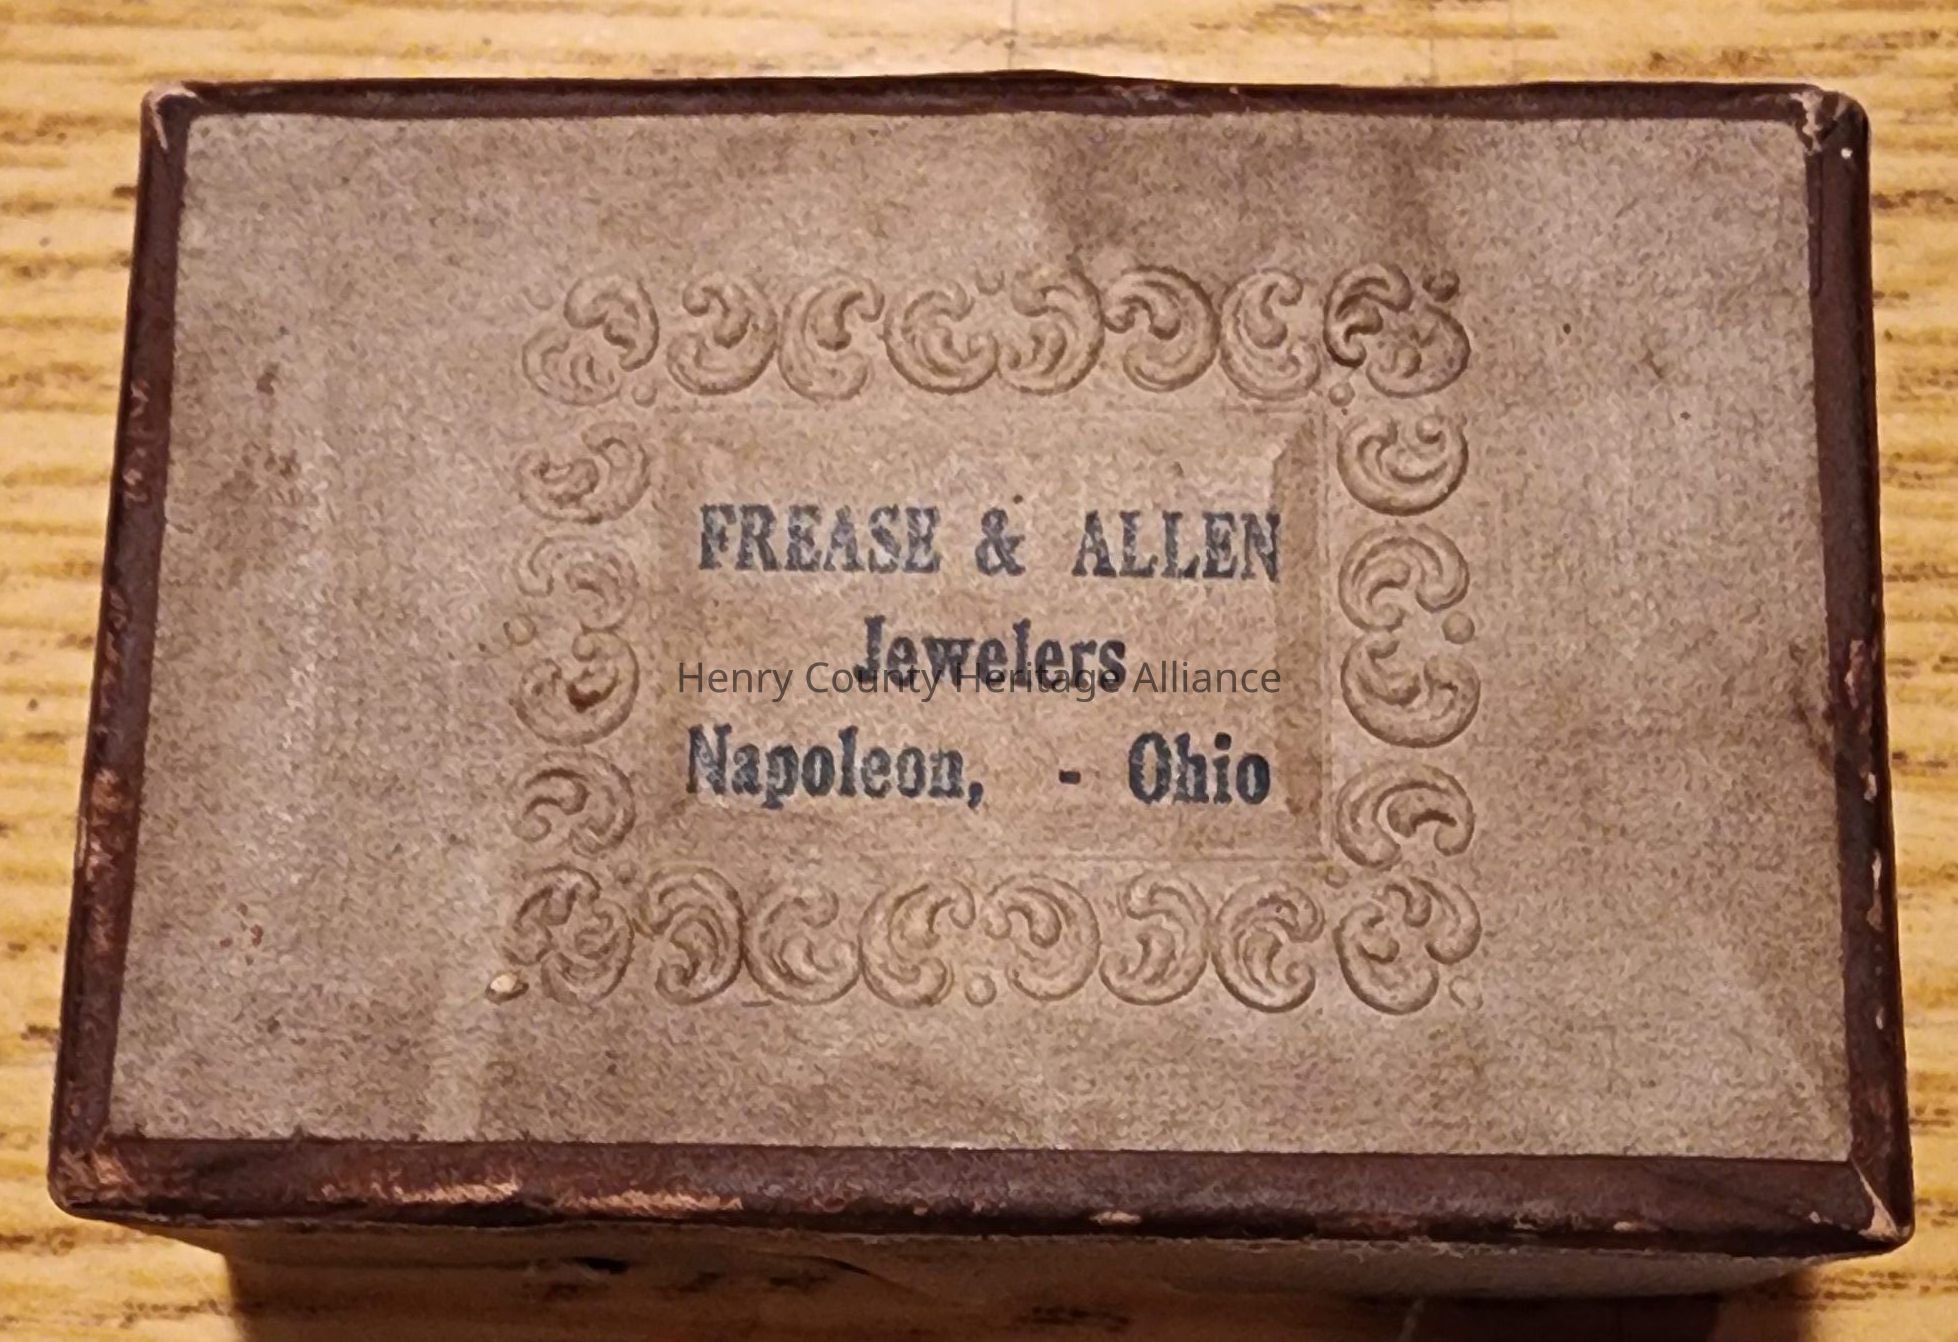 FREASE & ALLEN
Jewelers
Henry County Heritage Alliance
Napoleon, - Ohio